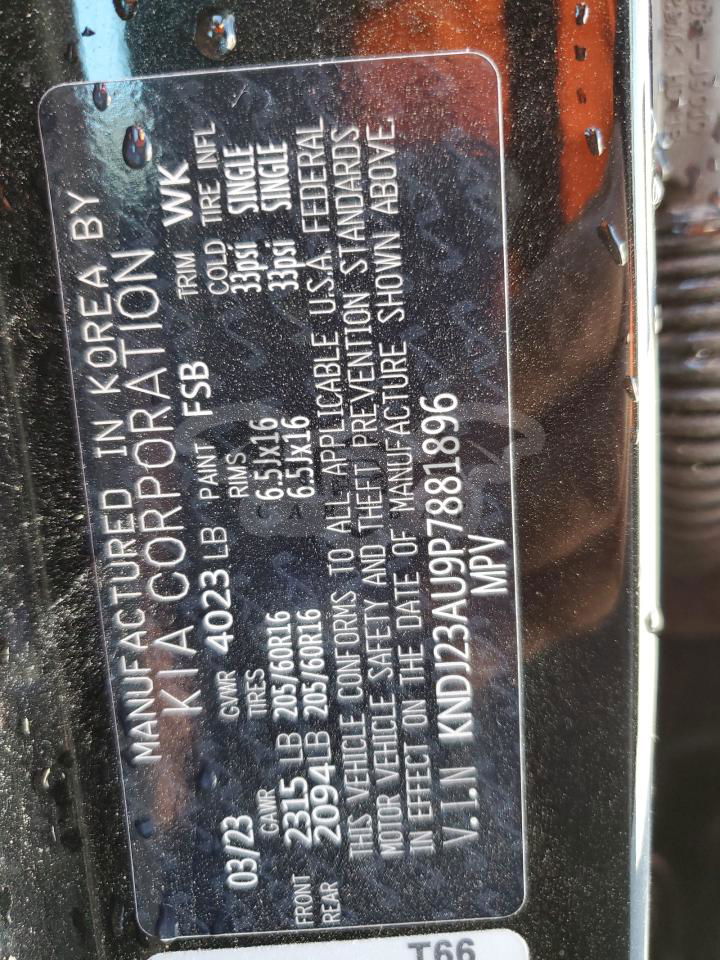 MANUFACTURED IN KOREA BY
KIA CORPORATION
03/23 GVWR 4023 LB PAINT FSB TRIM WK
GAWR TIRES RIMS COLD TIRE INFL
FRONT 2315 LB 205/60R16 6.5Jx16 33psi SINGLE
REAR 2094 LB 205/60R16 6.5Jx16 33psi SINGLE
THIS VEHICLE CONFORMS TO ALL APPLICABLE U.S.A. FEDERAL
MOTOR VEHICLE SAFETY AND THEFT PREVENTION STANDARDS
IN EFFECT ON THE DATE OF MANUFACTURE SHOWN ABOVE.
V.I.N KNDJ23AU9P7881896
MPV
T66